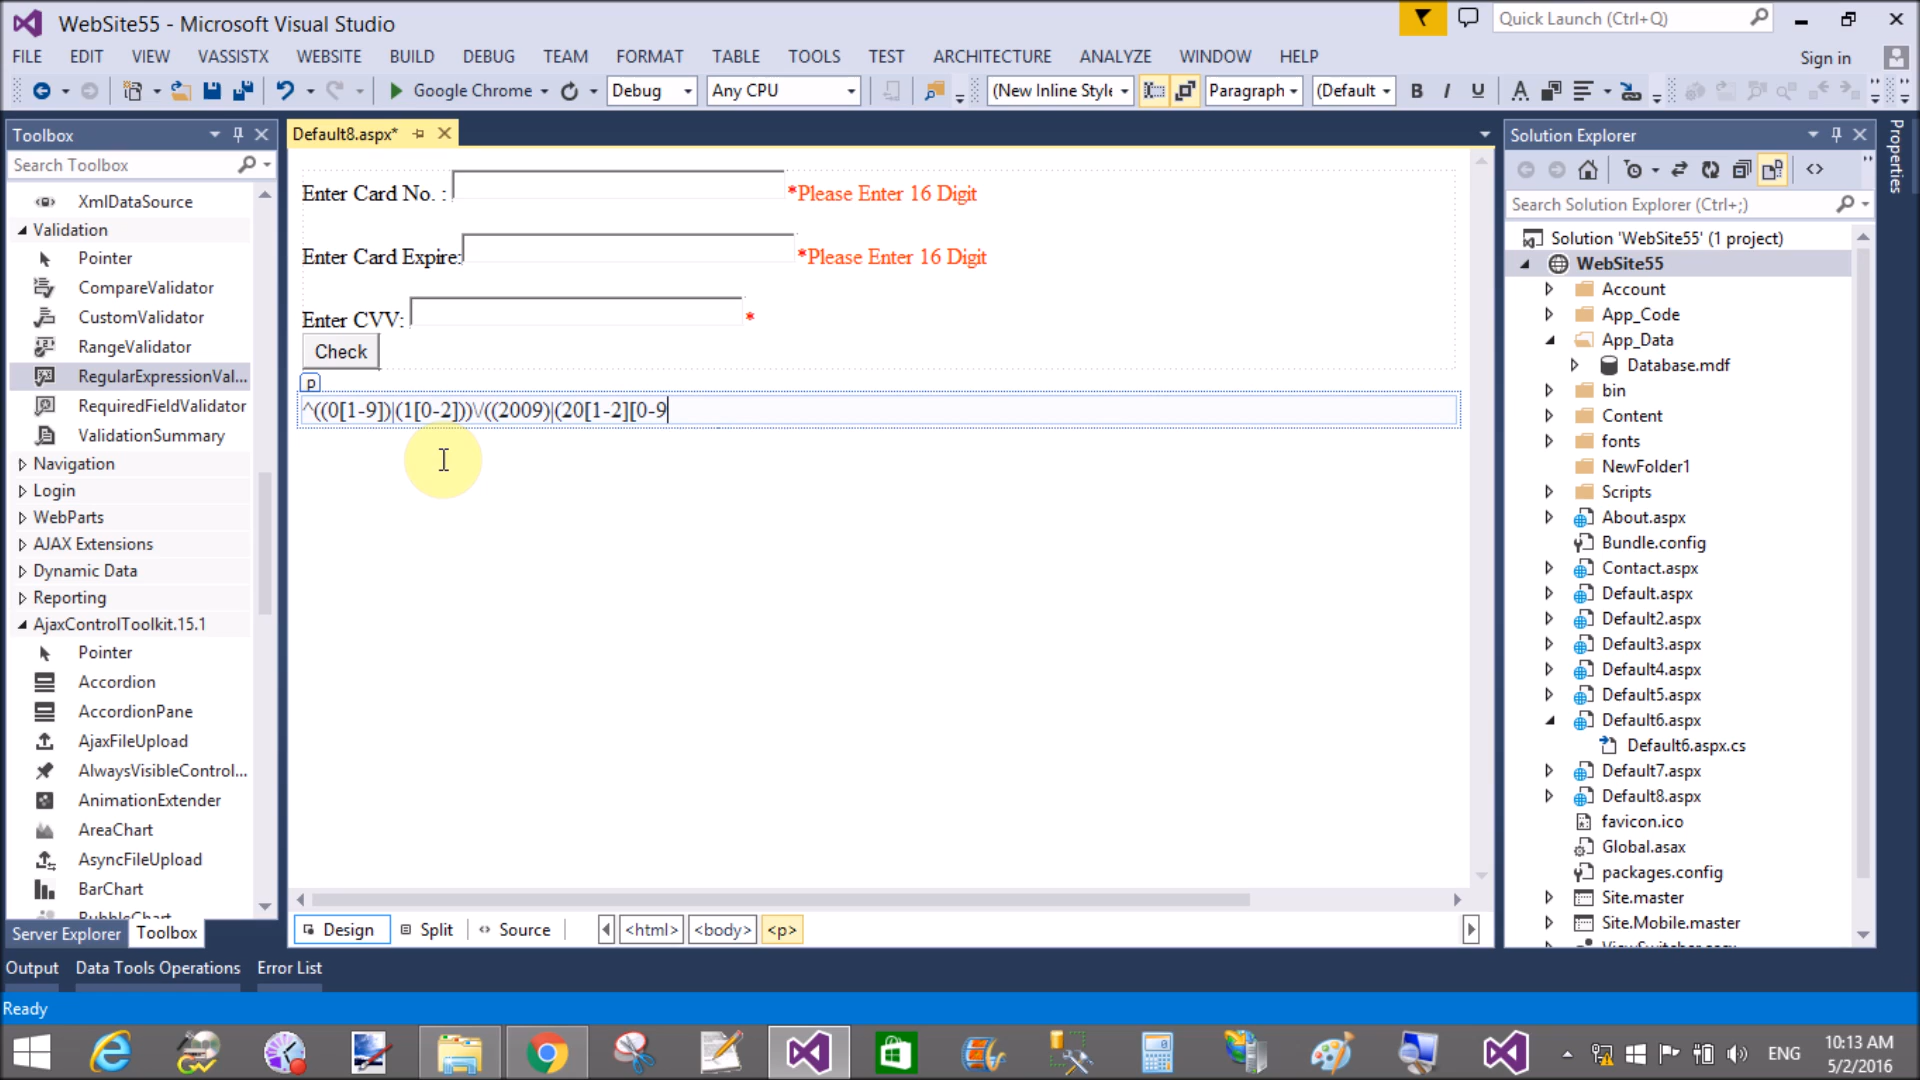 WebSite55 - Microsoft Visual Studio
Quick Launch (Ctrl+Q)
FILE EDIT VIEW VASSISTX WEBSITE BUILD DEBUG TEAM FORMAT TABLE TOOLS TEST ARCHITECTURE ANALYZE WINDOW HELP
Sign in
Google Chrome Debug Any CPU (New Inline Style Paragraph (Default B I U A
Toolbox
Search Toolbox
XmlDataSource
Validation
Pointer
CompareValidator
CustomValidator
RangeValidator
RegularExpressionVal...
RequiredFieldValidator
ValidationSummary
Navigation
Login
WebParts
AJAX Extensions
Dynamic Data
Reporting
AjaxControlToolkit.15.1
Pointer
Accordion
AccordionPane
AjaxFileUpload
AlwaysVisibleControl...
AnimationExtender
AreaChart
AsyncFileUpload
BarChart
BubbleChart
Server Explorer Toolbox
Default8.aspx*
Enter Card No. : *Please Enter 16 Digit
Enter Card Expire: *Please Enter 16 Digit
Enter CVV: *
Check
p
^((0[1-9])|(1[0-2]))\/((2009)|(20[1-2][0-9
Design Split Source <html> <body> <p>
Solution Explorer
Search Solution Explorer (Ctrl+;)
Solution 'WebSite55' (1 project)
WebSite55
Account
App_Code
App_Data
Database.mdf
bin
Content
fonts
NewFolder1
Scripts
About.aspx
Bundle.config
Contact.aspx
Default.aspx
Default2.aspx
Default3.aspx
Default4.aspx
Default5.aspx
Default6.aspx
Default6.aspx.cs
Default7.aspx
Default8.aspx
favicon.ico
Global.asax
packages.config
Site.master
Site.Mobile.master
Properties
Output Data Tools Operations Error List
Ready
ENG
10:13 AM
5/2/2016